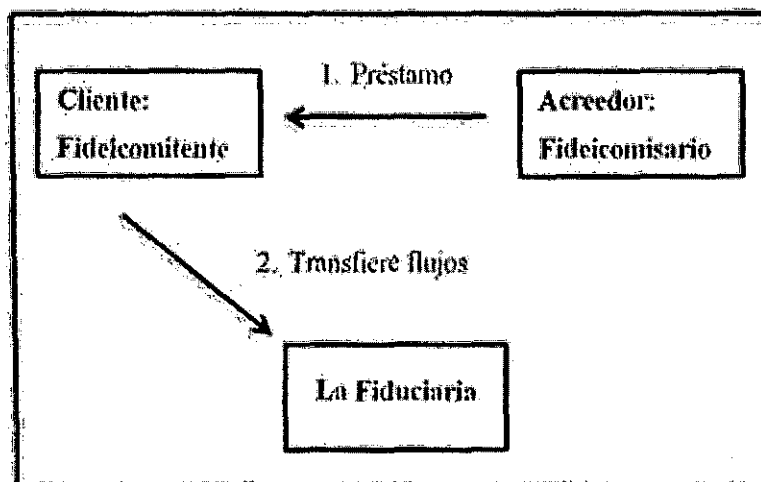 1. Préstamo
Cliente:
Fideicomitente
Acreedor:
Fideicomisario
2. Transfiere flujos
La Fiduciaria